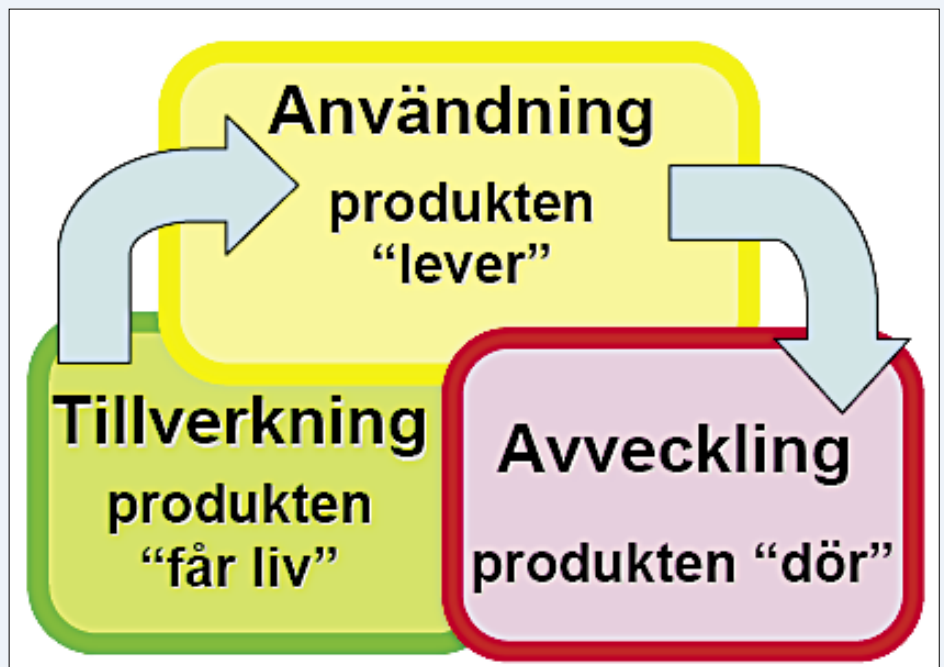 Användning
produkten
“lever”
Tillverkning
produkten
“får liv”
Avveckling
produkten “dör”